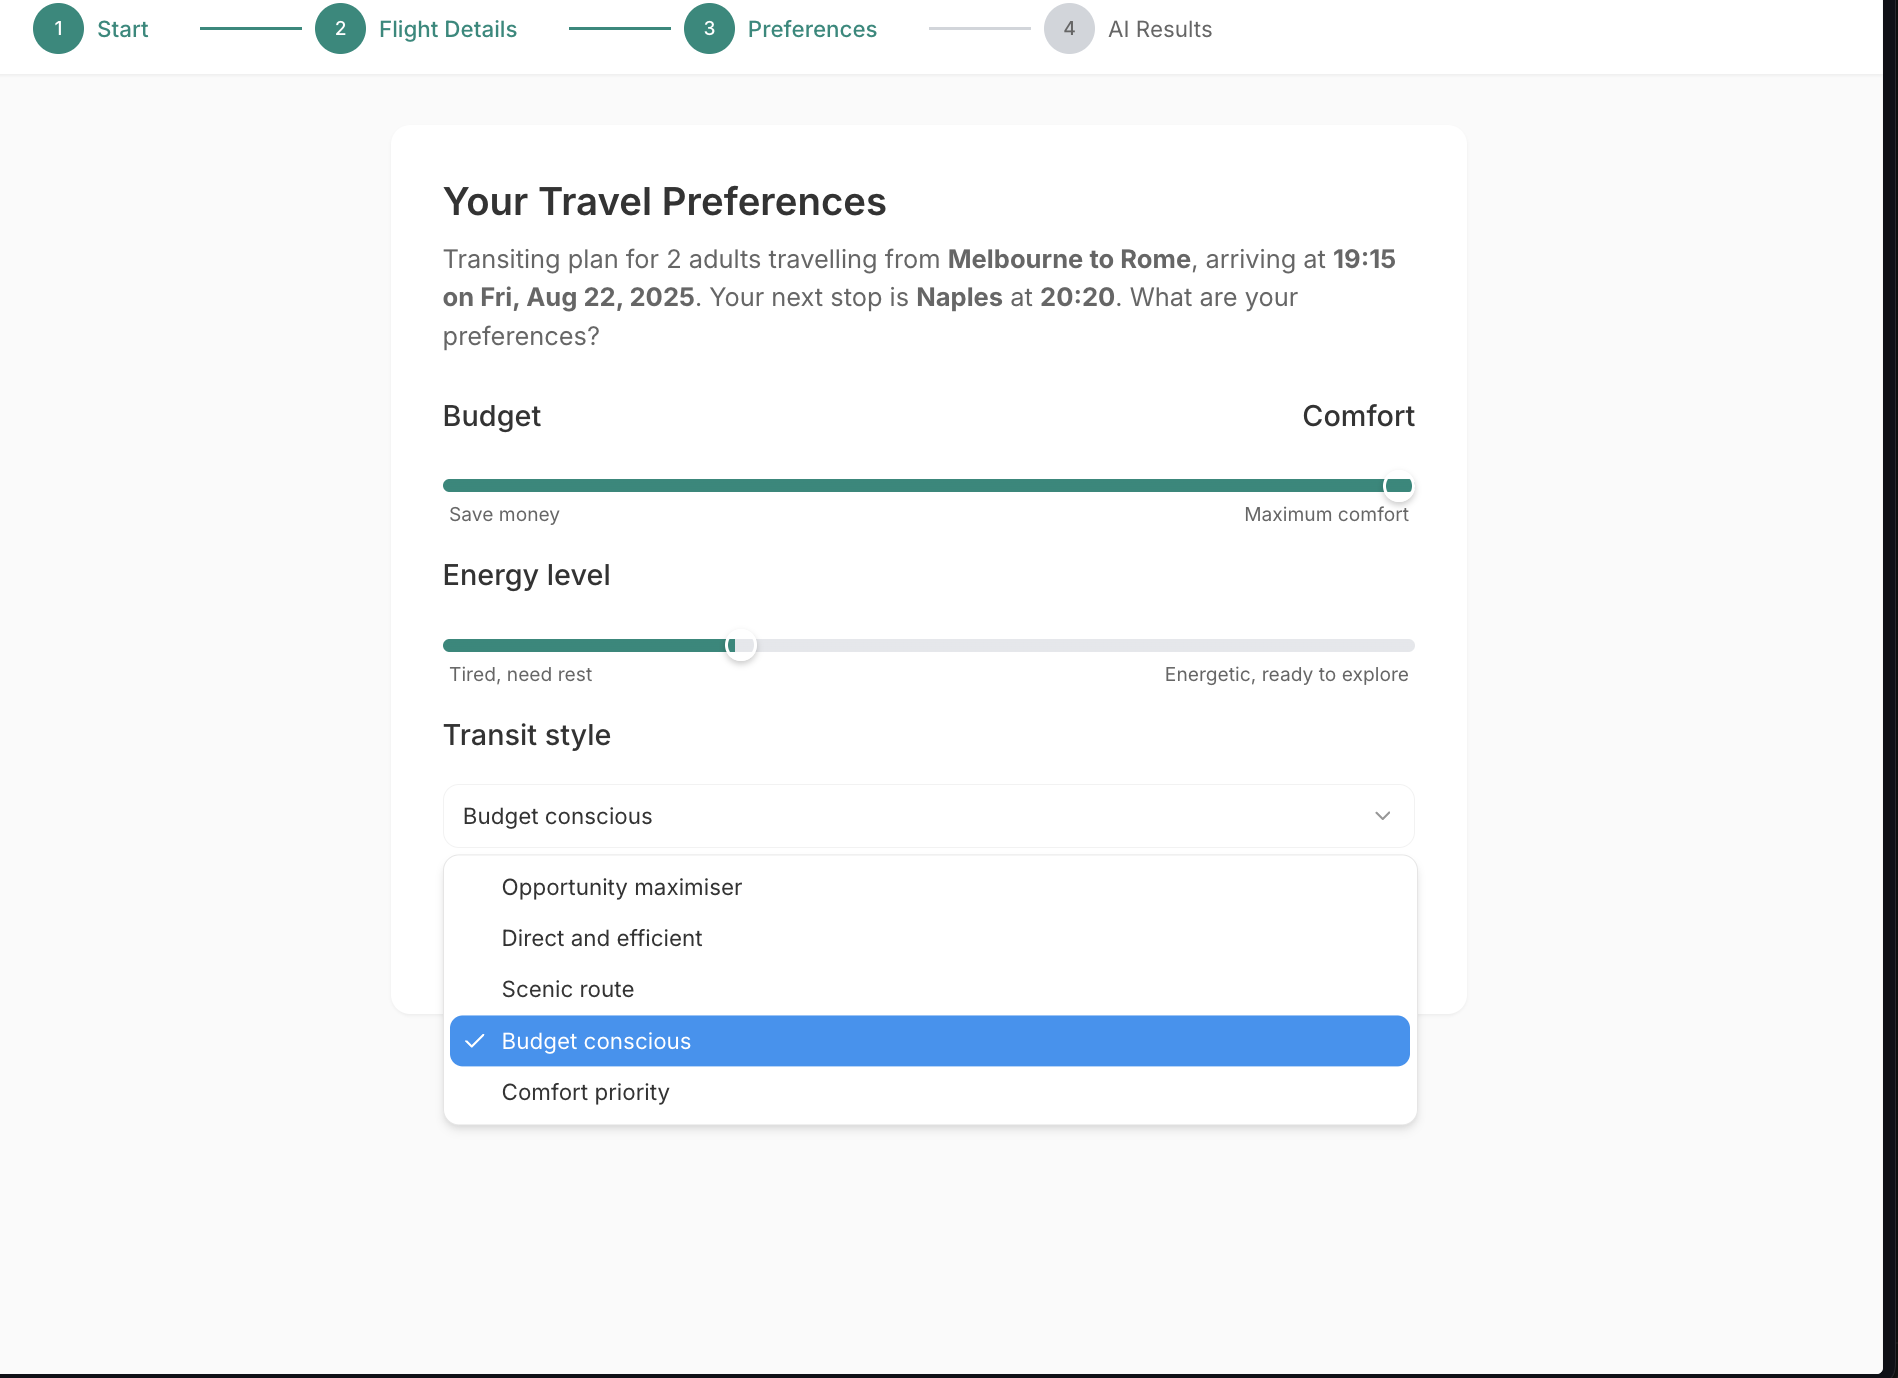 1 Start 2 Flight Details 3 Preferences 4 AI Results
Your Travel Preferences
Transiting plan for 2 adults travelling from Melbourne to Rome, arriving at 19:15
on Fri, Aug 22, 2025. Your next stop is Naples at 20:20. What are your
preferences?
Budget Comfort
Save money Maximum comfort
Energy level
Tired, need rest Energetic, ready to explore
Transit style
Budget conscious
Opportunity maximiser
Direct and efficient
Scenic route
Budget conscious
Comfort priority